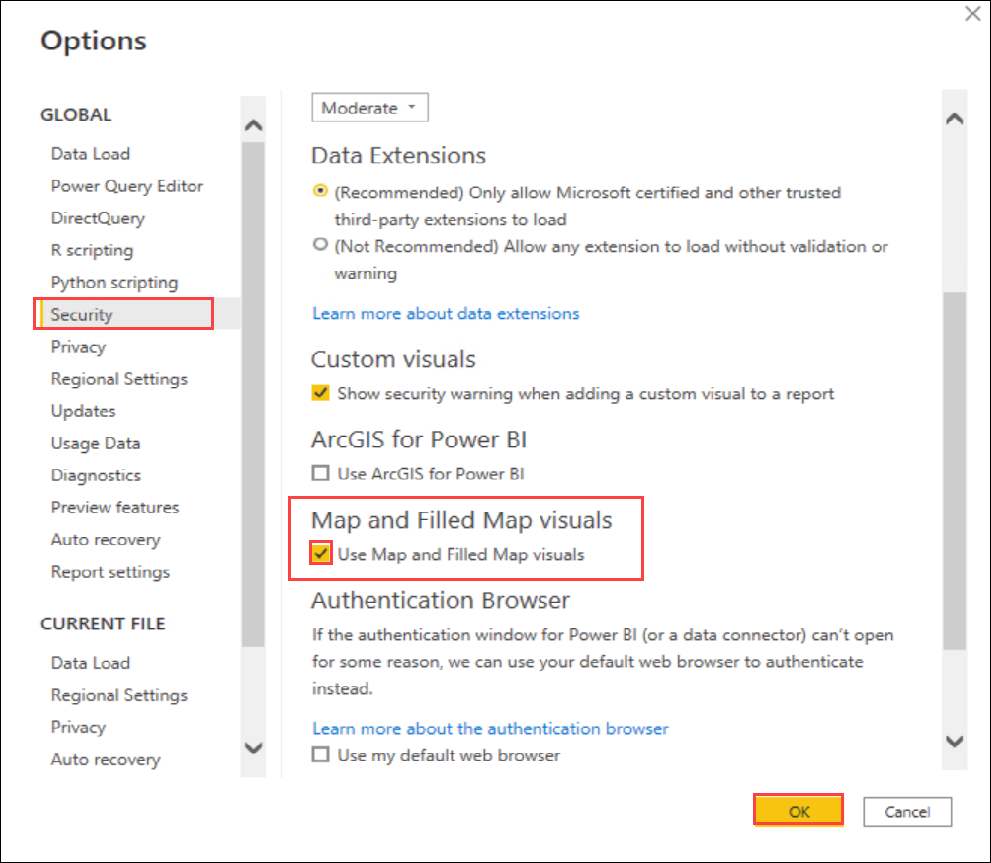 Options
GLOBAL
Data Load
Power Query Editor
DirectQuery
R scripting
Python scripting
Security
Privacy
Regional Settings
Updates
Usage Data
Diagnostics
Preview features
Auto recovery
Report settings
CURRENT FILE
Data Load
Regional Settings
Privacy
Auto recovery
Moderate
Data Extensions
(Recommended) Only allow Microsoft certified and other trusted
third-party extensions to load
(Not Recommended) Allow any extension to load without validation or
warning
Learn more about data extensions
Custom visuals
Show security warning when adding a custom visual to a report
ArcGIS for Power BI
Use ArcGIS for Power BI
Map and Filled Map visuals
Use Map and Filled Map visuals
Authentication Browser
If the authentication window for Power BI (or a data connector) can't open
for some reason, we can use your default web browser to authenticate
instead.
Learn more about the authentication browser
Use my default web browser
OK
Cancel